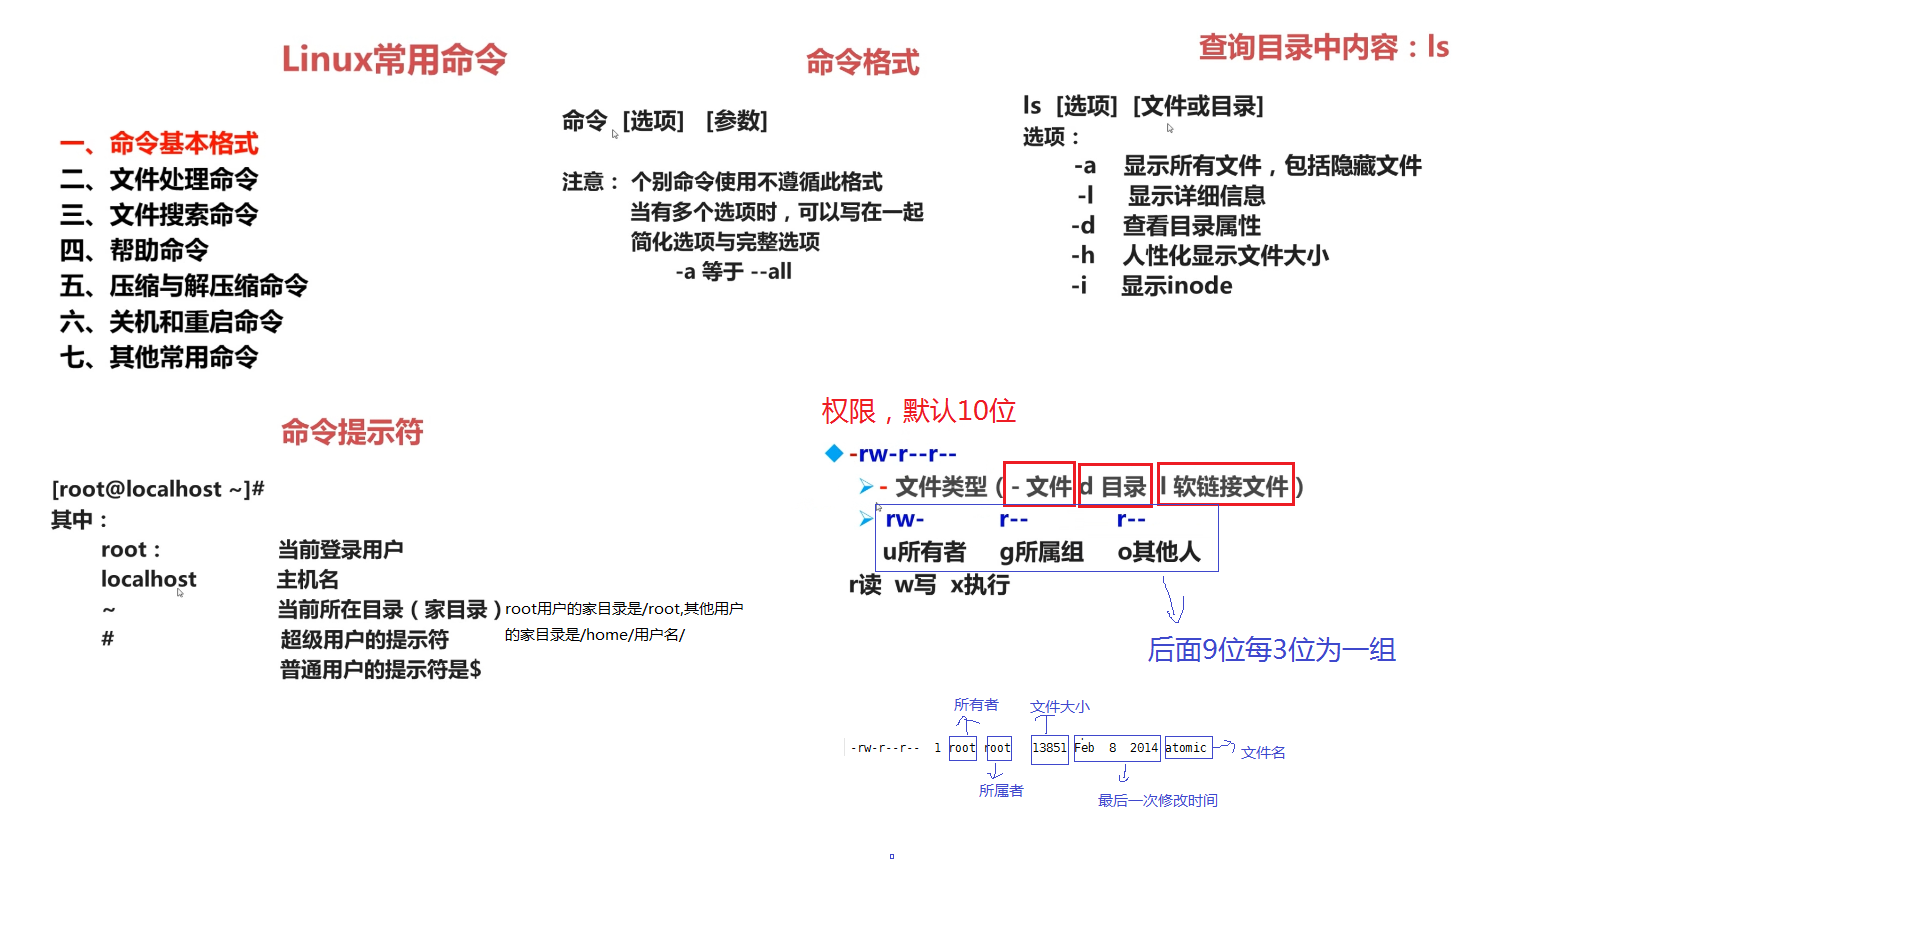 Linux常用命令
一、命令基本格式
二、文件处理命令
三、文件搜索命令
四、帮助命令
五、压缩与解压缩命令
六、关机和重启命令
七、其他常用命令
命令格式
命令 [选项] [参数]
注意： 个别命令使用不遵循此格式
当有多个选项时，可以写在一起
简化选项与完整选项
-a 等于 --all
查询目录中内容：ls
ls [选项] [文件或目录]
选项：
-a 显示所有文件，包括隐藏文件
-l 显示详细信息
-d 查看目录属性
-h 人性化显示文件大小
-i 显示inode
命令提示符
[root@localhost ~]#
其中：
root： 当前登录用户
localhost 主机名
~ 当前所在目录（家目录）
# 超级用户的提示符
普通用户的提示符是$
root用户的家目录是/root,其他用户
的家目录是/home/用户名/
权限，默认10位
-rw-r--r--
- 文件类型（ - 文件 d 目录 l 软链接文件）
rw- r-- r--
u所有者 g所属组 o其他人
r读 w写 x执行
后面9位每3位为一组
所有者 文件大小
-rw-r--r-- 1 root root 13851 Feb 8 2014 atomic 文件名
所属者 最后一次修改时间